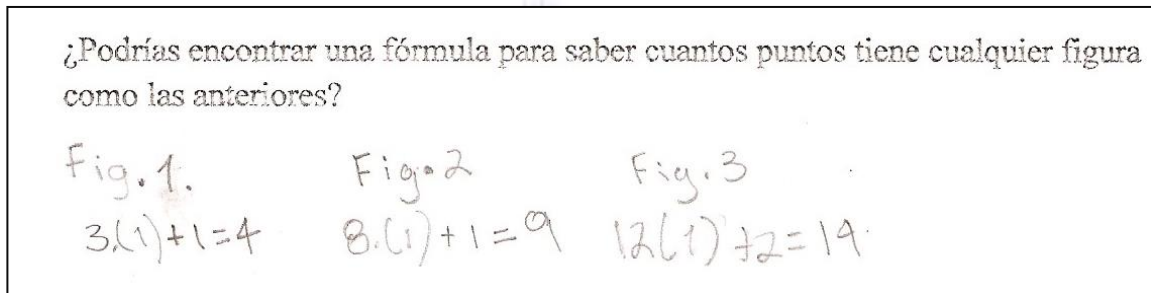 ¿Podrías encontrar una fórmula para saber cuantos puntos tiene cualquier figura
como las anteriores?
Fig. 1. Fig. 2 Fig. 3
3.(1)+1=4 8.(1)+1=9 12(1)+2=14